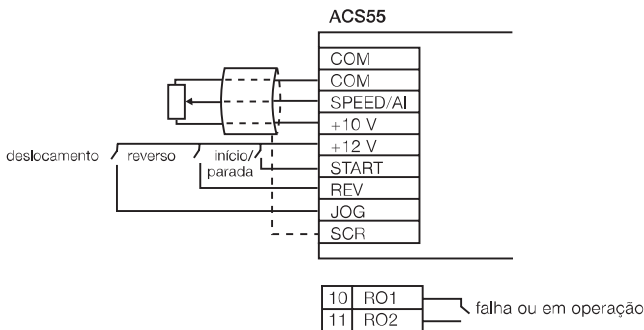 ACS55
COM
COM
SPEED/AI
+10 V
+12 V
START
REV
JOG
SCR
deslocamento
reverso
início/
parada
10 RO1
11 RO2
falha ou em operação